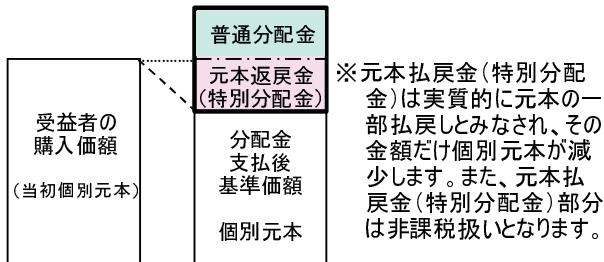 普通分配金
元本返戻金
(特別分配金)
受益者の
購入価額
(当初個別元本)
分配金
支払後
基準価額
個別元本
※元本払戻金(特別分配
金)は実質的に元本の一
部払戻しとみなされ、その
金額だけ個別元本が減
少します。また、元本払
戻金(特別分配金)部分
は非課税扱いとなります。